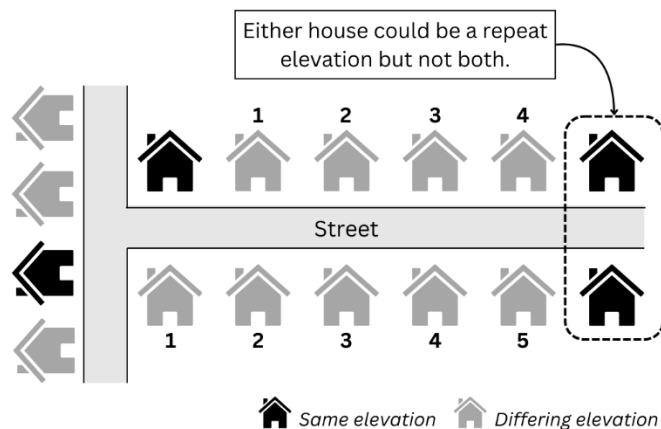 Either house could be a repeat
elevation but not both.
1 2 3 4
Street
1 2 3 4 5
Same elevation Differing elevation